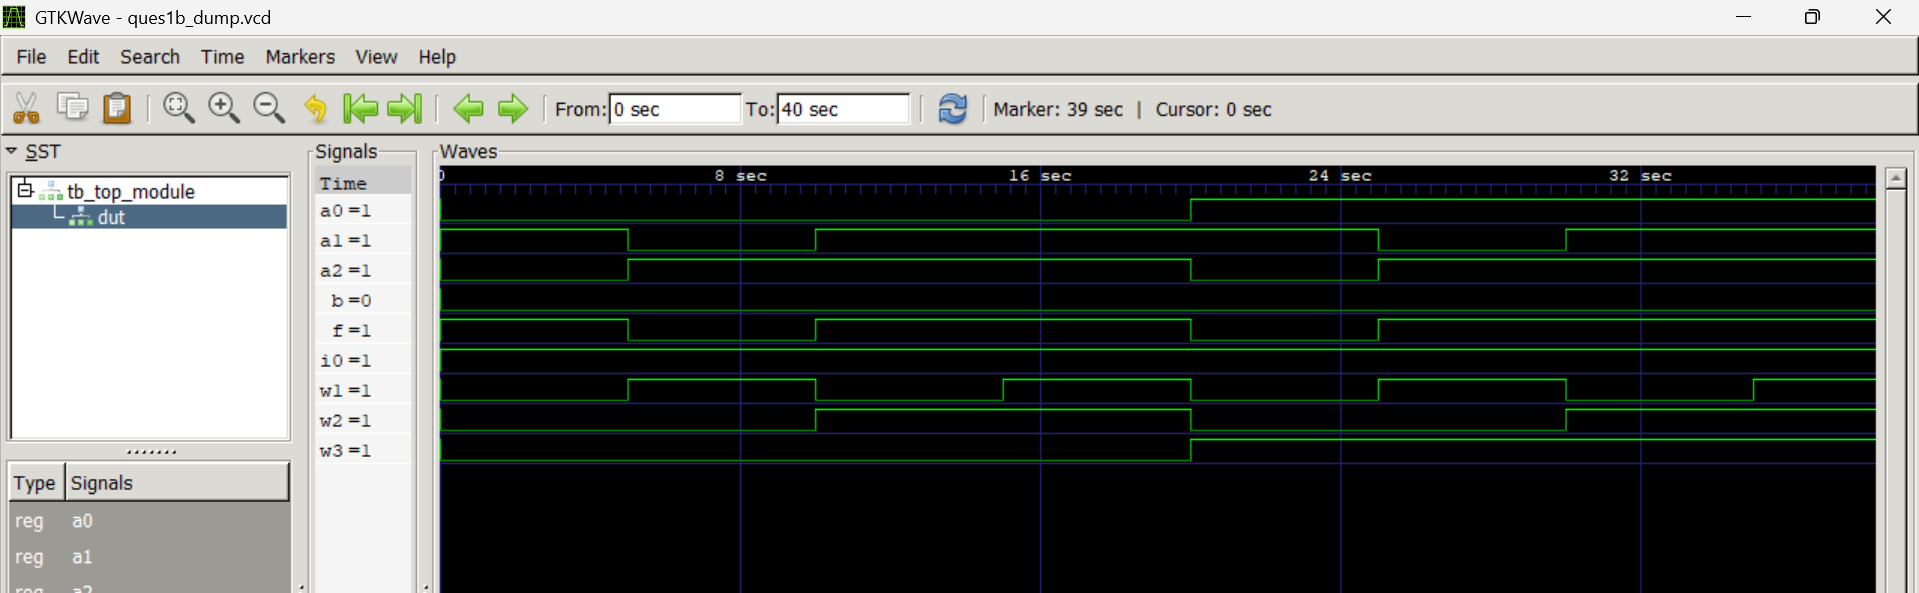 GTKWave - ques1b_dump.vcd
File Edit Search Time Markers View Help
From: 0 sec To: 40 sec Marker: 39 sec | Cursor: 0 sec
SST
tb_top_module
dut
Type Signals
reg a0
reg a1
reg a2
Signals
Time
a0 =1
a1 =1
a2 =1
b =0
f =1
i0 =1
w1 =1
w2 =1
w3 =1
Waves
0 8 sec 16 sec 24 sec 32 sec